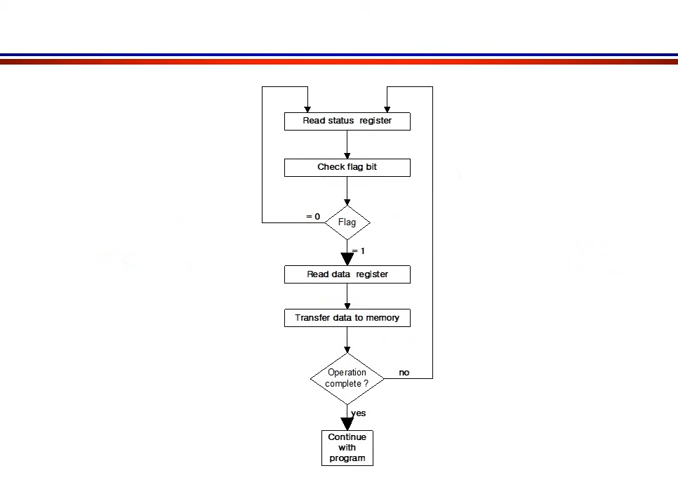 Read status register
Check flag bit
= 0
Flag
= 1
Read data register
Transfer data to memory
Operation
complete ?
no
yes
Continue
with
program